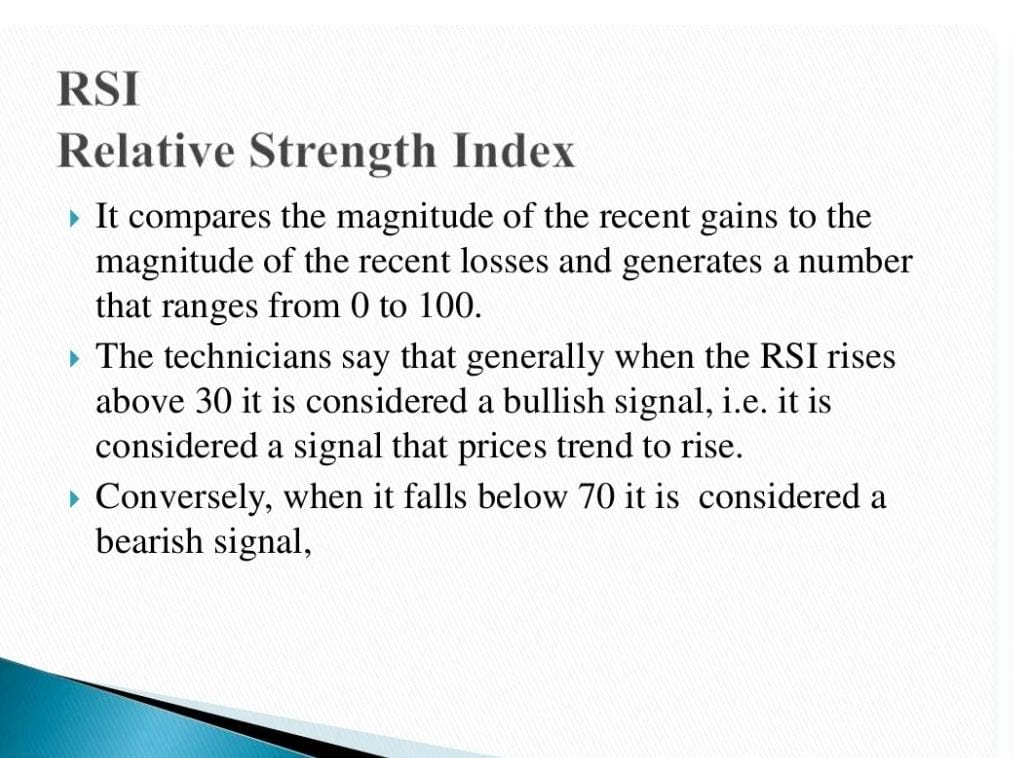 RSI
Relative Strength Index
It compares the magnitude of the recent gains to the
magnitude of the recent losses and generates a number
that ranges from 0 to 100.
The technicians say that generally when the RSI rises
above 30 it is considered a bullish signal, i.e. it is
considered a signal that prices trend to rise.
Conversely, when it falls below 70 it is  considered a
bearish signal,